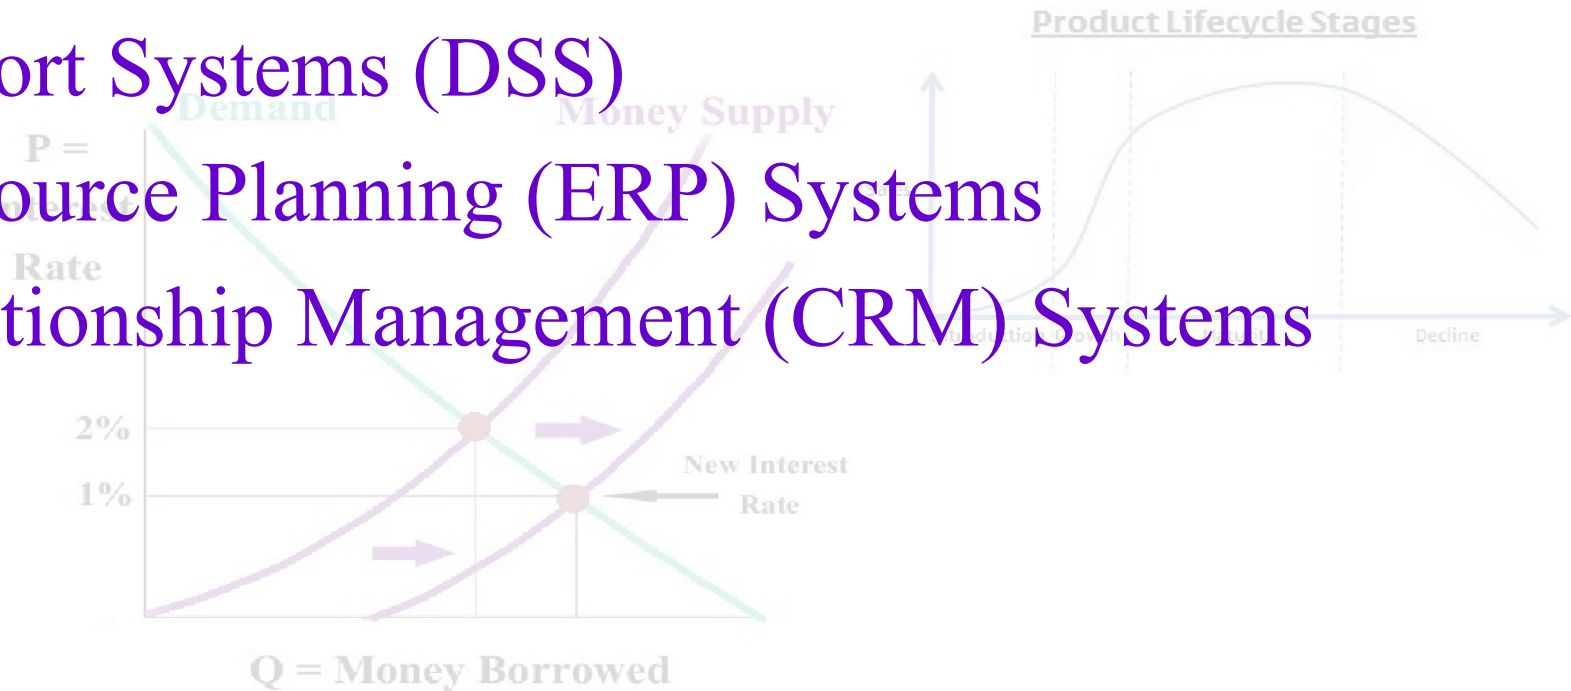 Product Lifecycle Stages
ort Systems (DSS)
Demand
Money Supply
P =
ource Planning (ERP) Systems
Interest
Rate
tionship Management (CRM) Systems
Decline
2%
New Interest
1%
Rate
Q = Money Borrowed